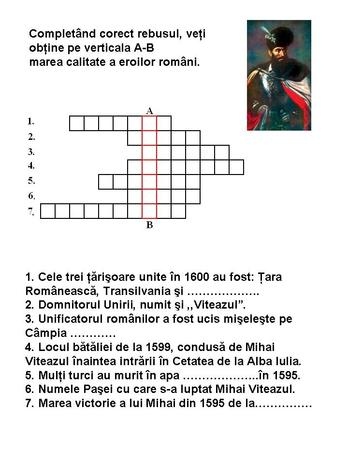 Completând corect rebusul, veți
obține pe verticala A-B
marea calitate a eroilor români.
A
1.
2.
3.
4.
5.
6.
7.
B
1. Cele trei ţărişoare unite în 1600 au fost: Țara
Românească, Transilvania şi ……………….
2. Domnitorul Unirii, numit şi ,,Viteazul”.
3. Unificatorul românilor a fost ucis mişeleşte pe
Câmpia …………
4. Locul bătăliei de la 1599, condusă de Mihai
Viteazul înaintea intrării în Cetatea de la Alba Iulia.
5. Mulţi turci au murit în apa ………………..în 1595.
6. Numele Paşei cu care s-a luptat Mihai Viteazul.
7. Marea victorie a lui Mihai din 1595 de la……………